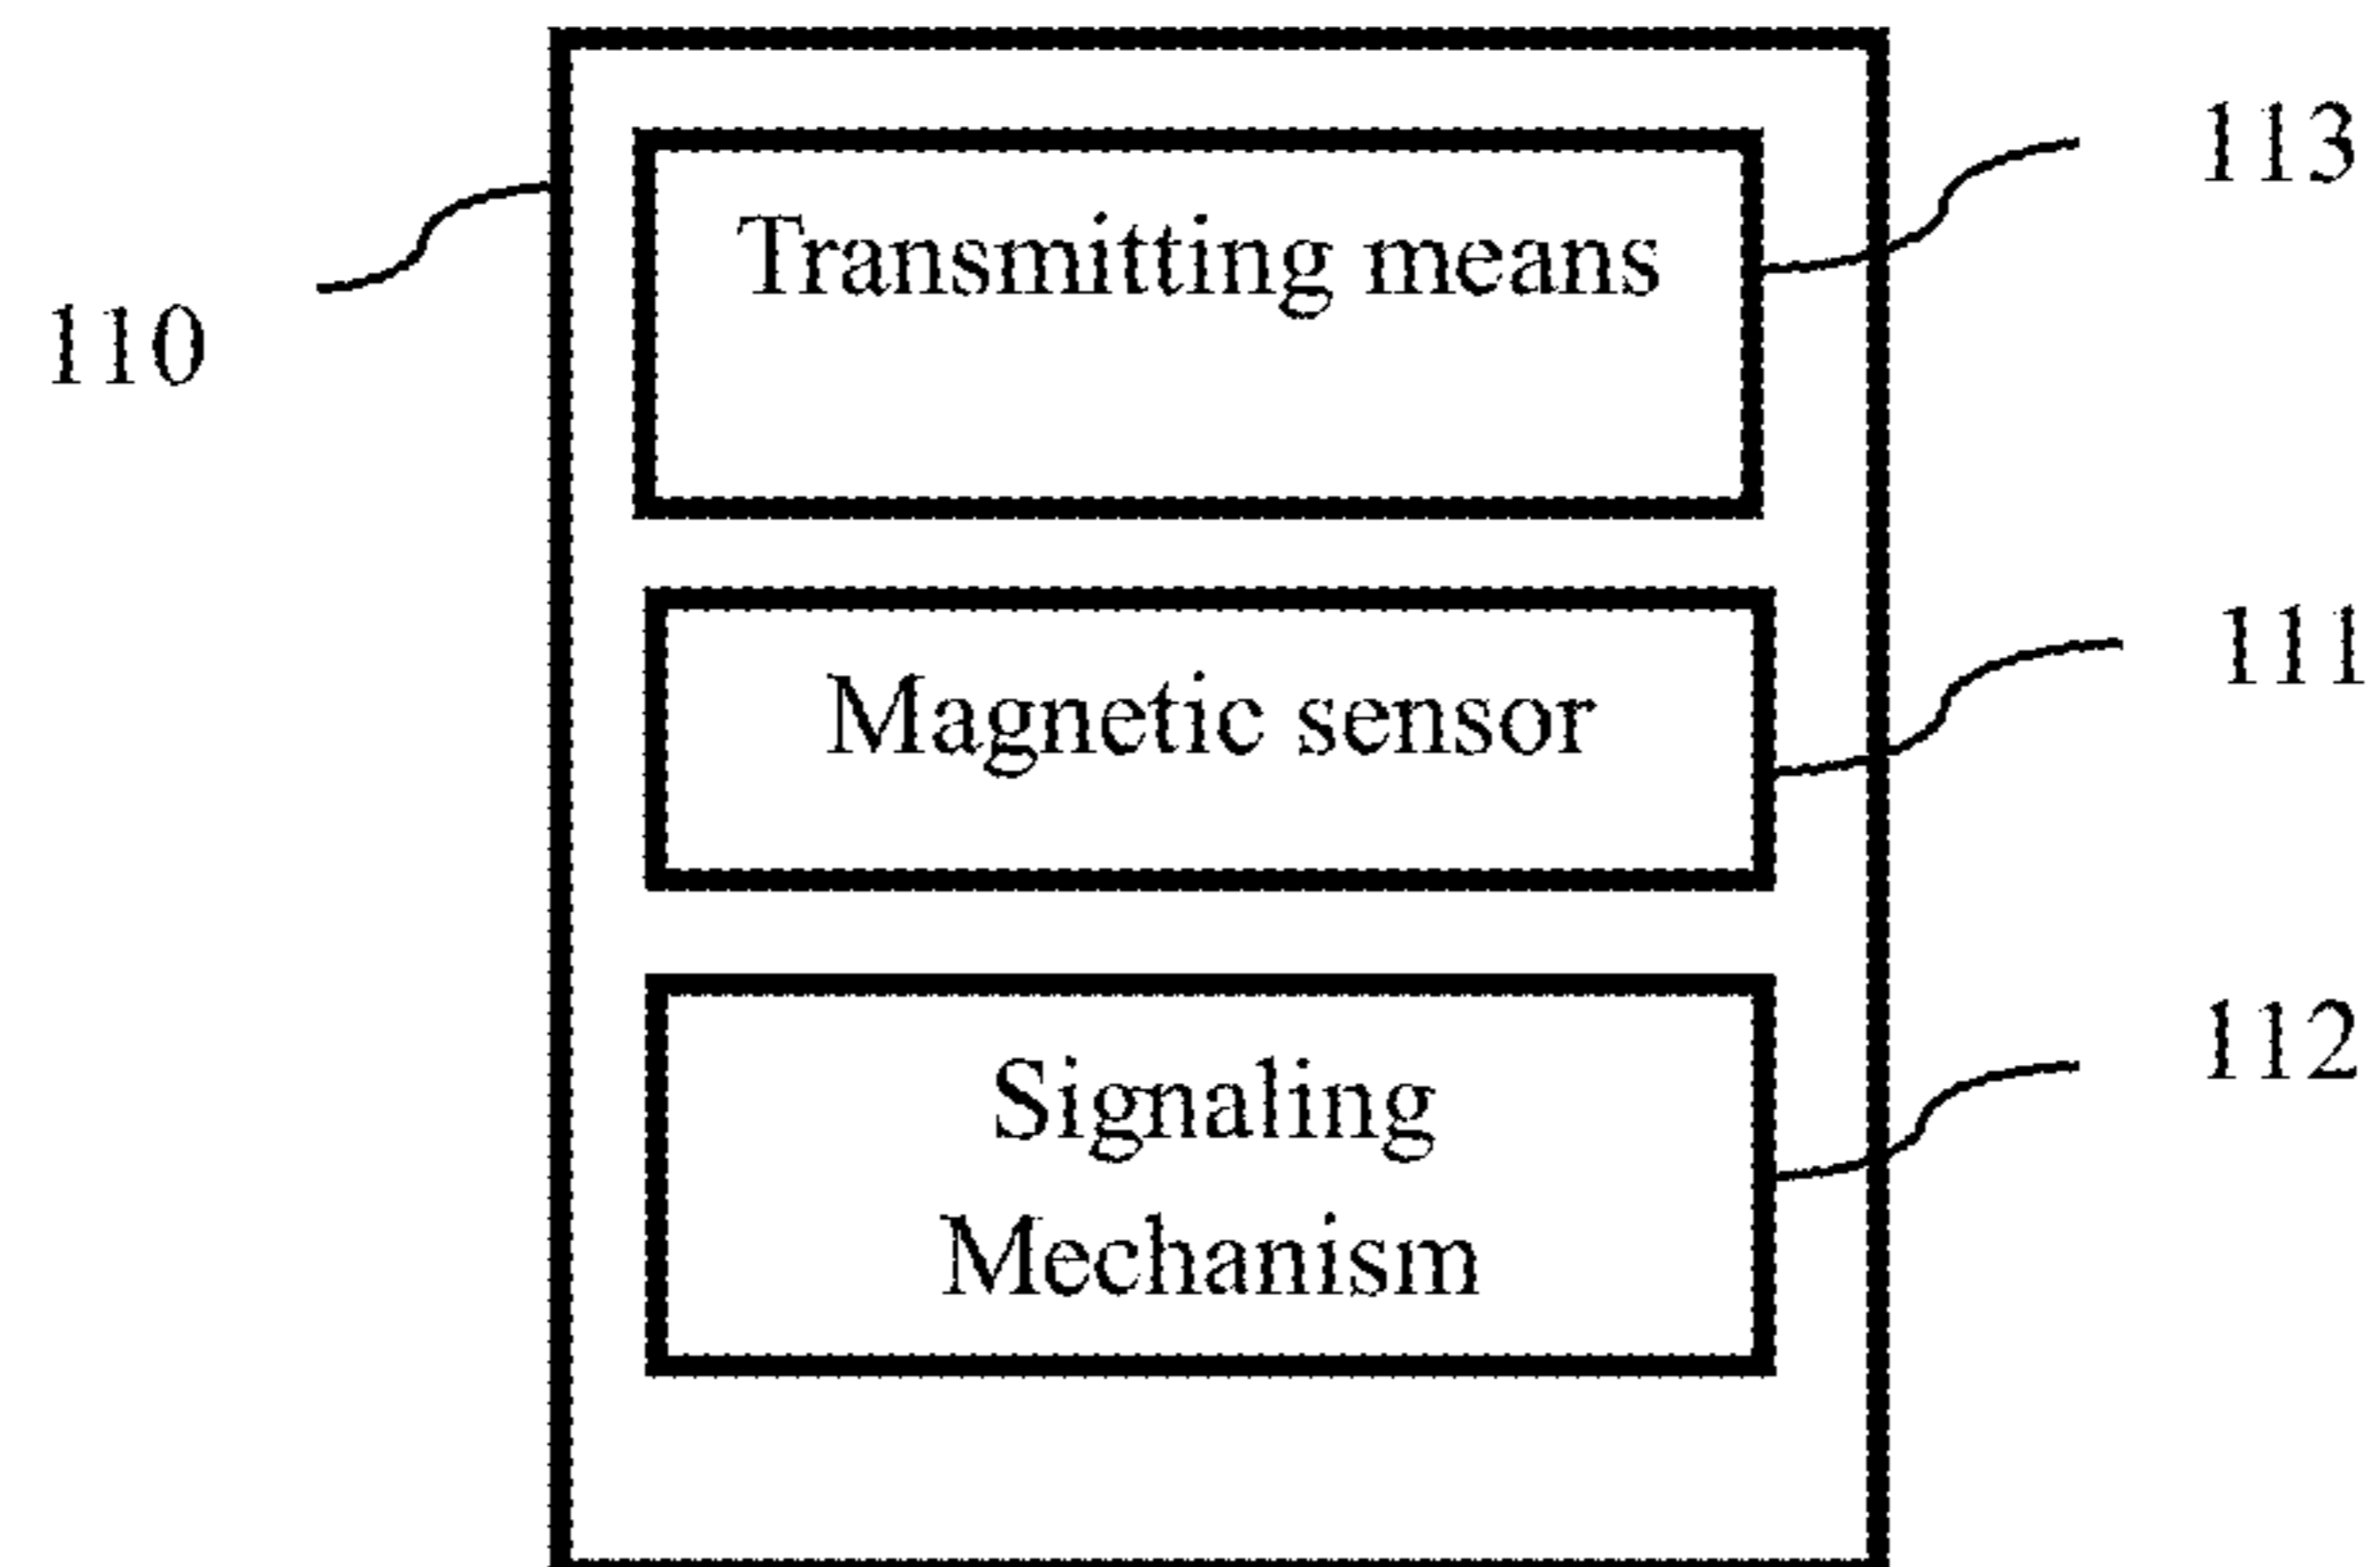 113
Transmitting means
110
111
Magnetic sensor
112
Signaling
Mechanism